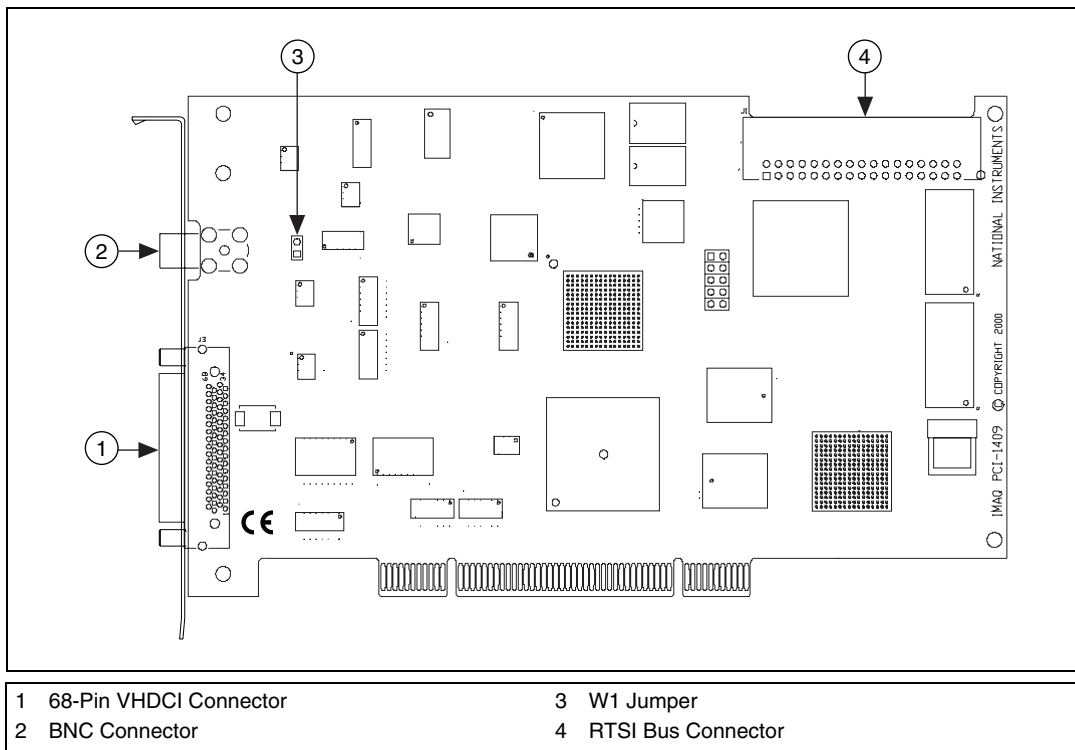 3
4
J1
NATIONAL INSTRUMENTS
2
J3
68
34
1
CE
IMAQ PCI-1409 © COPYRIGHT 2000
1 68-Pin VHDCI Connector
2 BNC Connector
3 W1 Jumper
4 RTSI Bus Connector